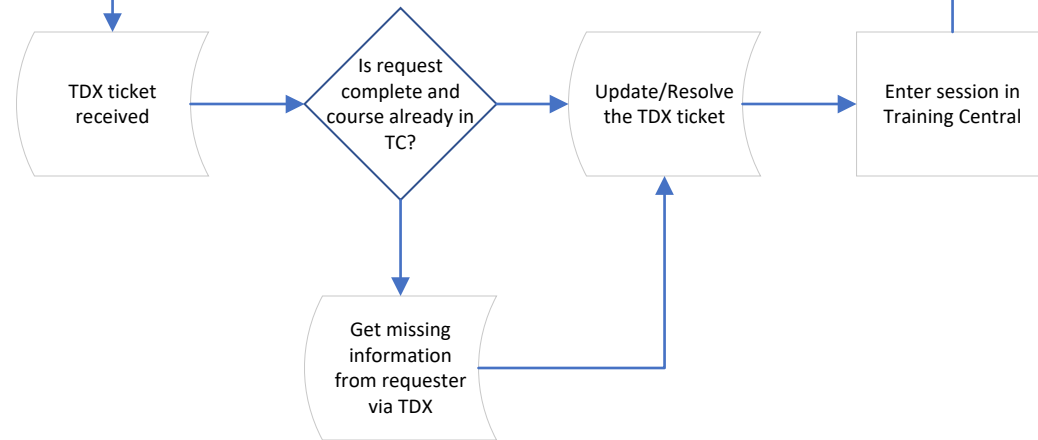 TDX ticket
received
Is request
complete and
course already in
TC?
Update/Resolve
the TDX ticket
Enter session in
Training Central
Get missing
information
from requester
via TDX